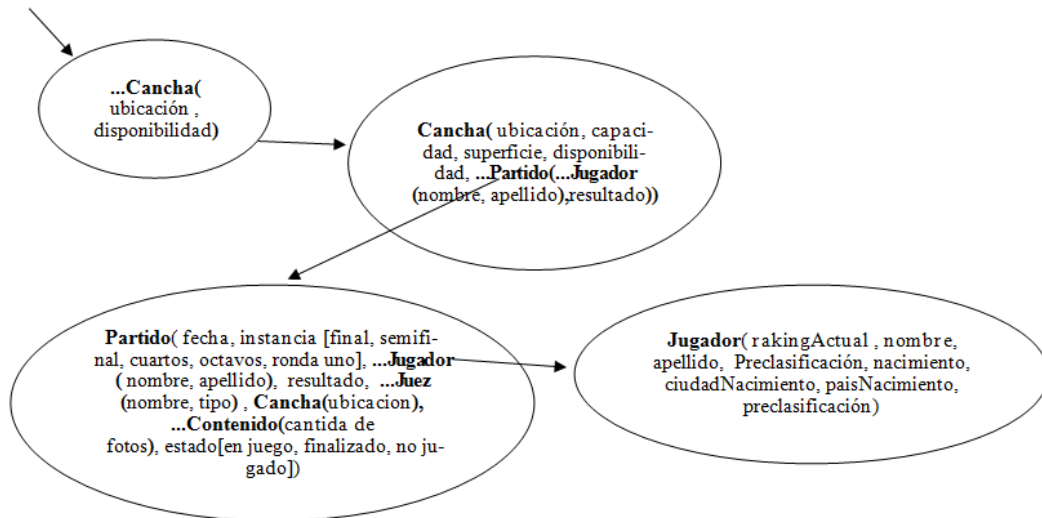 ...Cancha(
ubicación ,
disponibilidad)
Cancha( ubicación, capaci-
dad, superficie, disponibili-
dad, ...Partido(...Jugador
(nombre, apellido),resultado))
Partido( fecha, instancia [final, semifi-
nal, cuartos, octavos, ronda uno], ...Jugador
( nombre, apellido), resultado, ...Juez
(nombre, tipo) , Cancha(ubicacion),
...Contenido(cantida de
fotos), estado[en juego, finalizado, no ju-
gado])
Jugador( rakingActual , nombre,
apellido, Preclasificación, nacimiento,
ciudadNacimiento, paisNacimiento,
preclasificación)